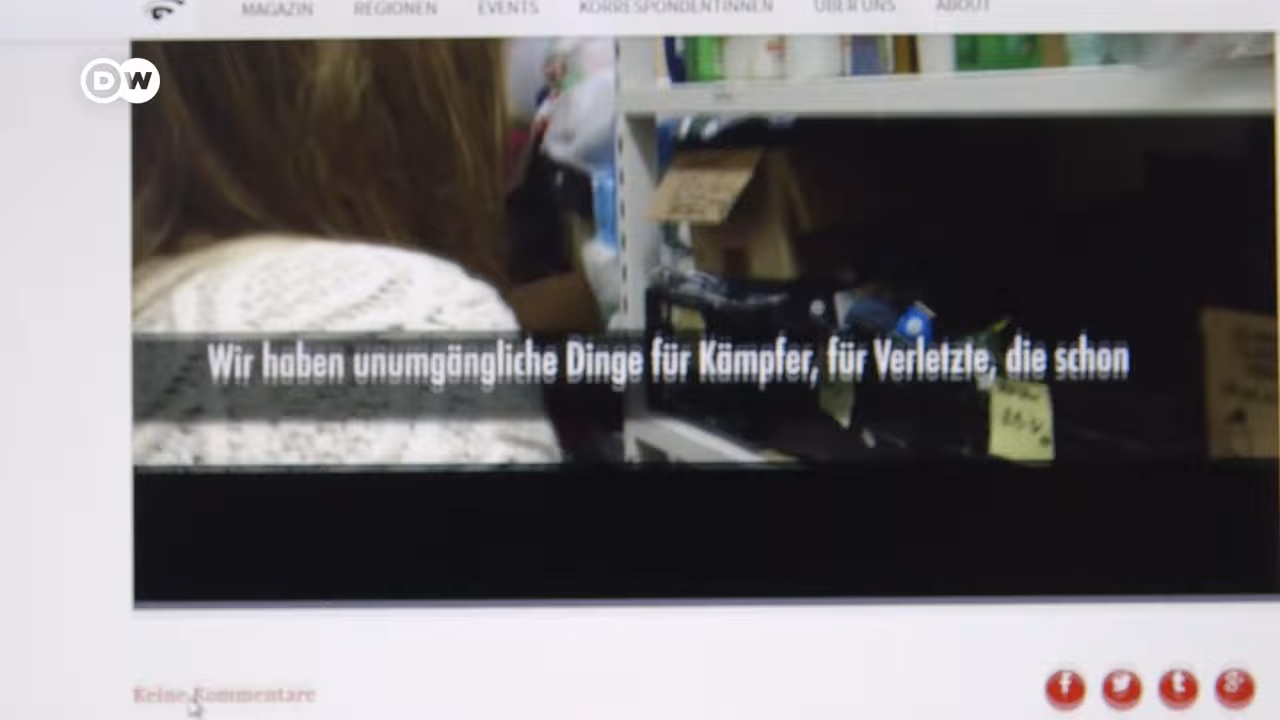 MAGAZIN REGIONEN EVENTS KORRESPONDENTINNEN ÜBER UNS ABOUT
DW
Wir haben unumgängliche Dinge für Kämpfer, für Verletzte, die schon
Keine Kommentare